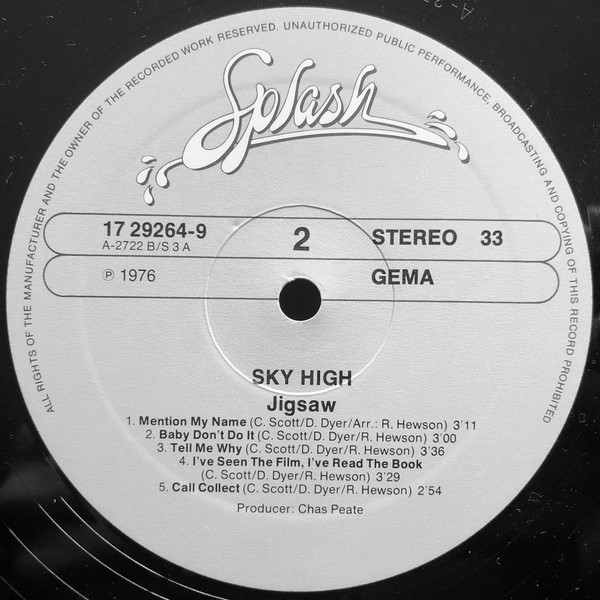 ALL RIGHTS OF THE MANUFACTURER AND THE OWNER OF THE RECORDED WORK RESERVED. UNAUTHORIZED PUBLIC PERFORMANCE, BROADCASTING AND COPYING OF THIS RECORD PROHIBITED
Splash
17 29264-9 2 STEREO 33
A-2722 B/S 3 A
℗ 1976 GEMA
SKY HIGH
Jigsaw
1. Mention My Name (C. Scott/D. Dyer/Arr.: R. Hewson) 3'11
2. Baby Don't Do It (C. Scott/D. Dyer/R. Hewson) 3'00
3. Tell Me Why (C. Scott/D. Dyer/R. Hewson) 3'36
4. I've Seen The Film, I've Read The Book
(C. Scott/D. Dyer/R. Hewson) 3'29
5. Call Collect (C. Scott/D. Dyer/R. Hewson) 2'54
Producer: Chas Peate